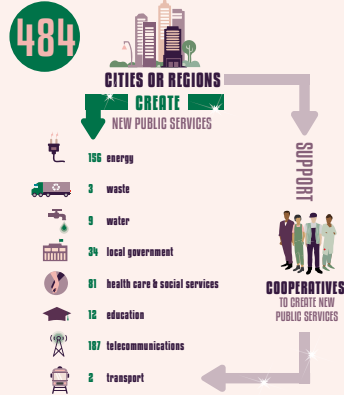 484
CITIES OR REGIONS
CREATE
NEW PUBLIC SERVICES
156 energy
3 waste
9 water
34 local government
81 health care & social services
12 education
187 telecommunications
2 transport
SUPPORT
COOPERATIVES
TO CREATE NEW
PUBLIC SERVICES